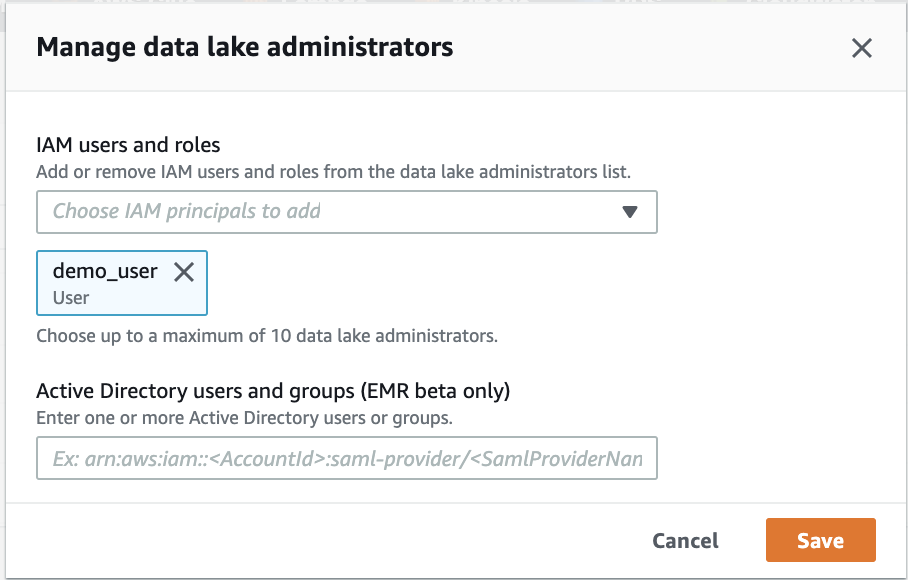 Manage data lake administrators
IAM users and roles
Add or remove IAM users and roles from the data lake administrators list.
Choose IAM principals to add
demo_user
User
Choose up to a maximum of 10 data lake administrators.
Active Directory users and groups (EMR beta only)
Enter one or more Active Directory users or groups.
Ex: arn:aws:iam::<AccountId>:saml-provider/<SamlProviderNan
Cancel Save